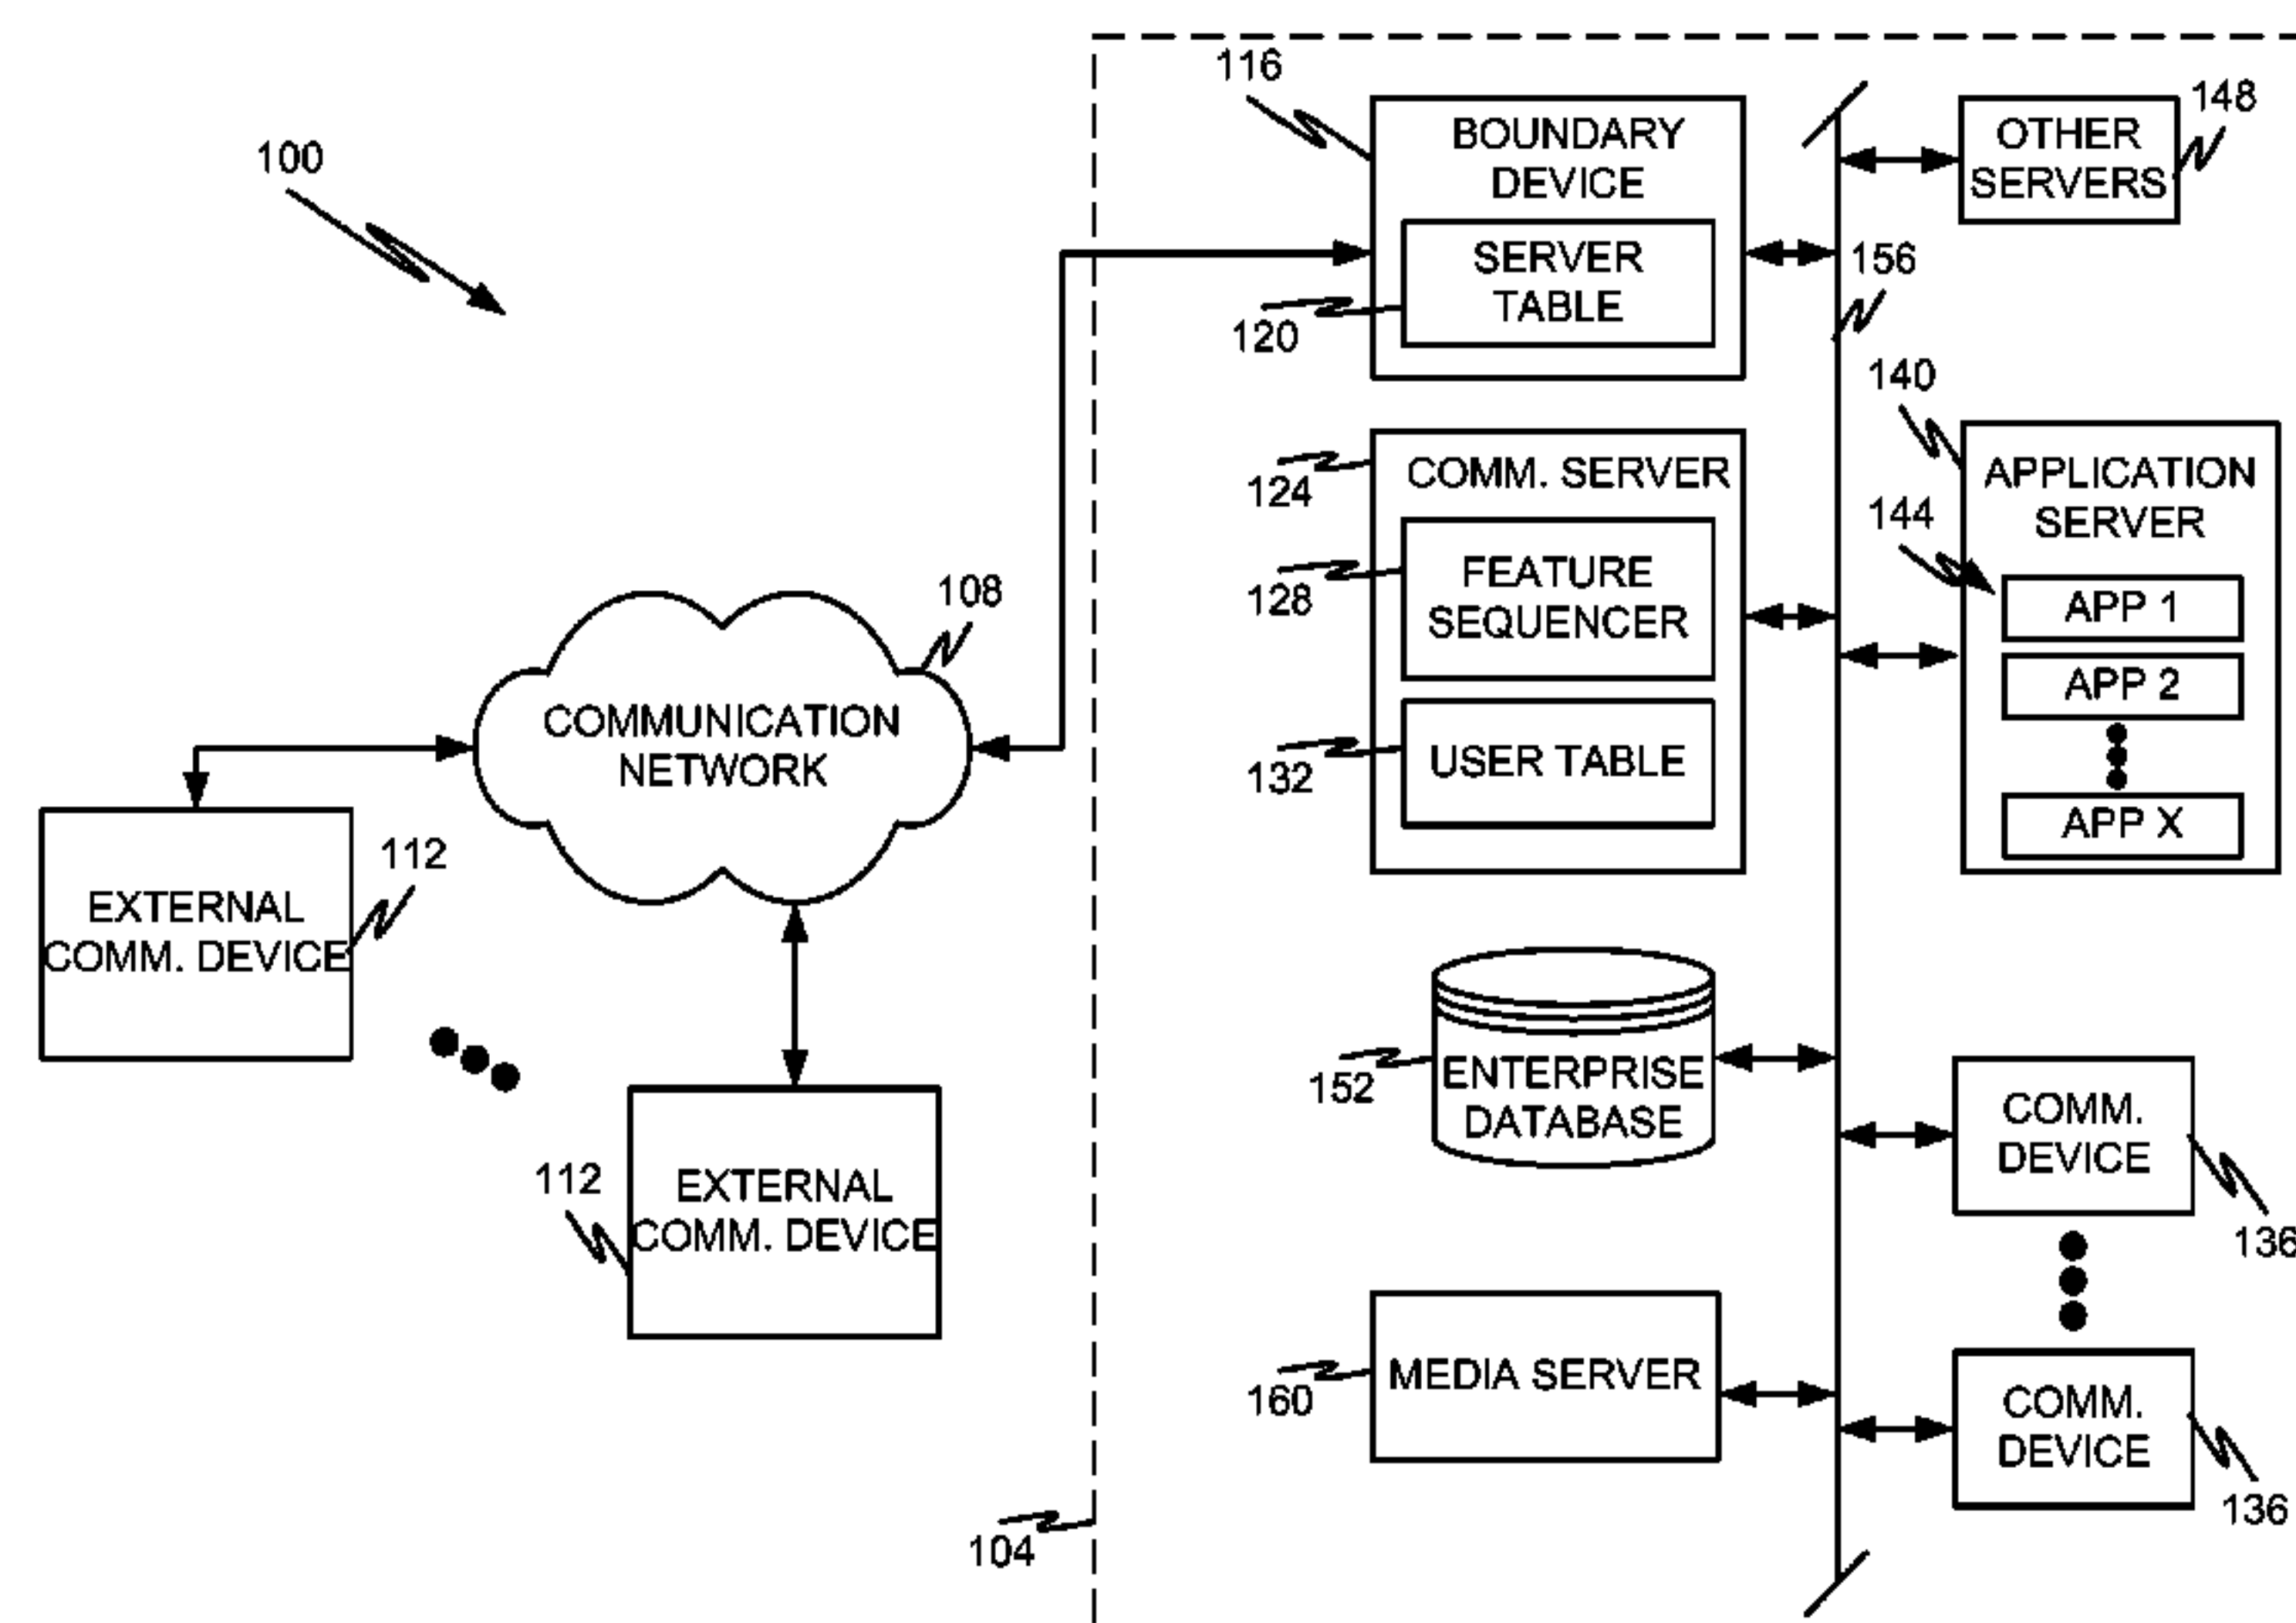 100
116
BOUNDARY
DEVICE
SERVER
TABLE
120
148
OTHER
SERVERS
156
124
COMM. SERVER
FEATURE
SEQUENCER
128
USER TABLE
132
140
APPLICATION
SERVER
144
APP 1
APP 2
APP X
108
COMMUNICATION
NETWORK
112
EXTERNAL
COMM. DEVICE
112
EXTERNAL
COMM. DEVICE
152
ENTERPRISE
DATABASE
COMM.
DEVICE
136
160
MEDIA SERVER
COMM.
DEVICE
136
104